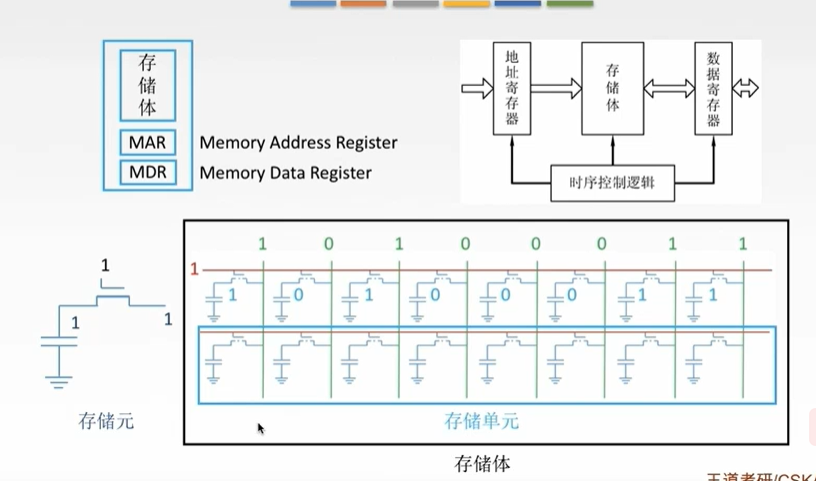 存
储
体
MAR Memory Address Register
MDR Memory Data Register
地址寄存器
存储体
数据寄存器
时序控制逻辑
1 0 1 0 0 0 1 1
1
1 0 1 0 0 0 1 1
1
1 1
存储元
存储单元
存储体
王道考研/CSK